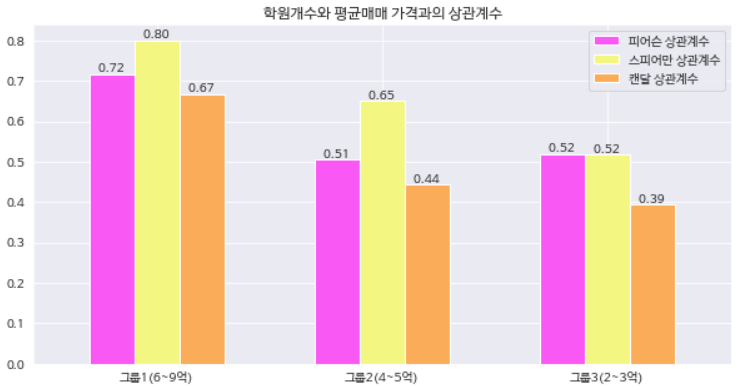 학원개수와 평균매매 가격과의 상관계수
피어슨 상관계수
스피어만 상관계수
캔달 상관계수
0.8
0.7
0.6
0.5
0.4
0.3
0.2
0.1
0.0
0.72
0.80
0.67
0.51
0.65
0.44
0.52
0.52
0.39
그룹1(6~9억)
그룹2(4~5억)
그룹3(2~3억)